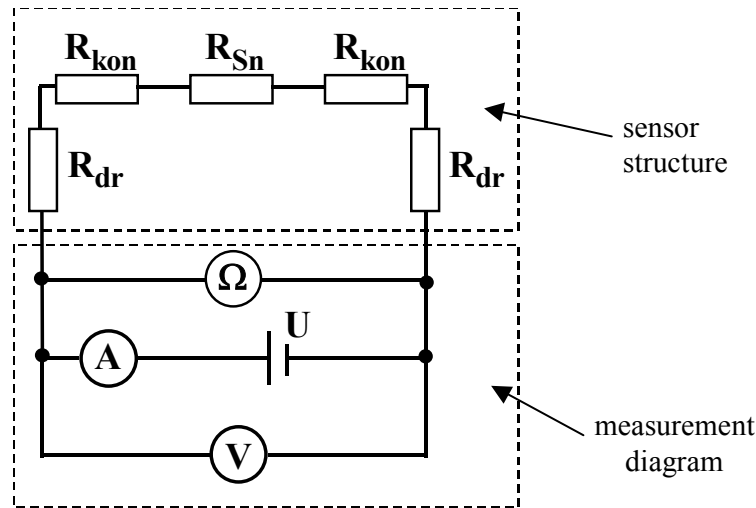 R_kon R_Sn R_kon
R_dr R_dr
sensor
structure
Ω
U
A
V
measurement
diagram